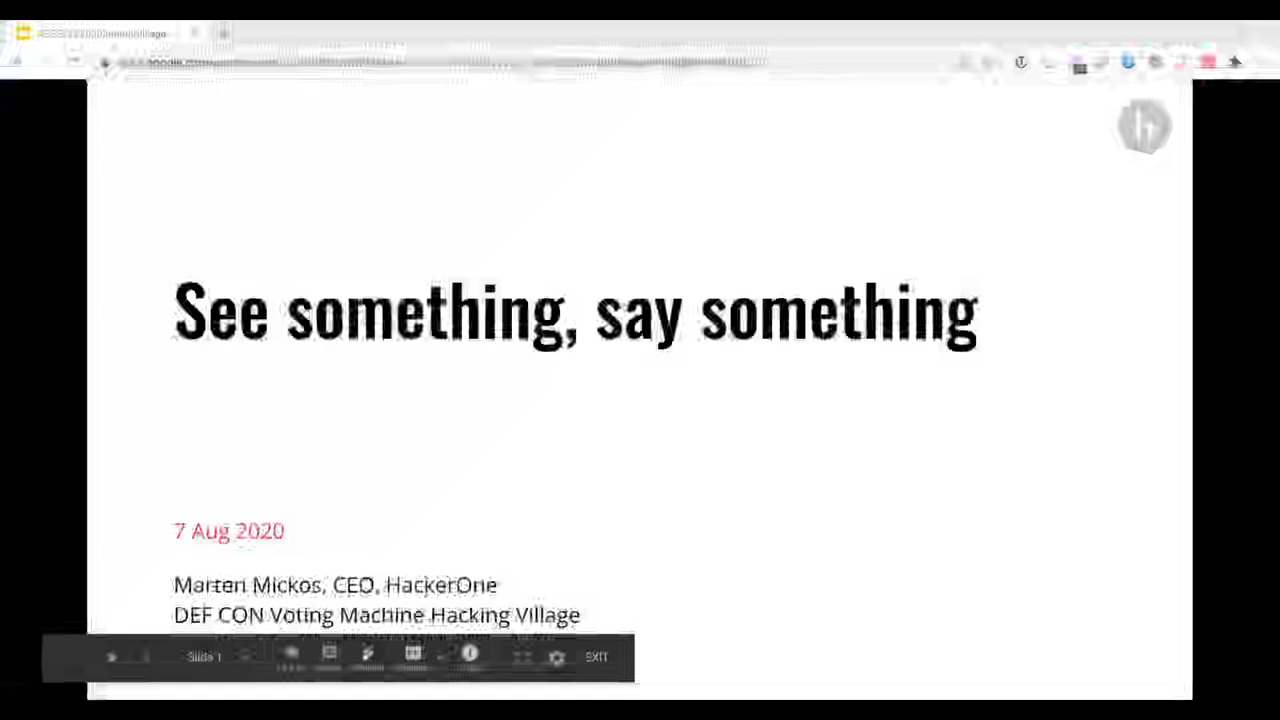 See something, say something
7 Aug 2020
Marten Mickos, CEO, HackerOne
DEF CON Voting Machine Hacking Village
Slide 1
EXIT